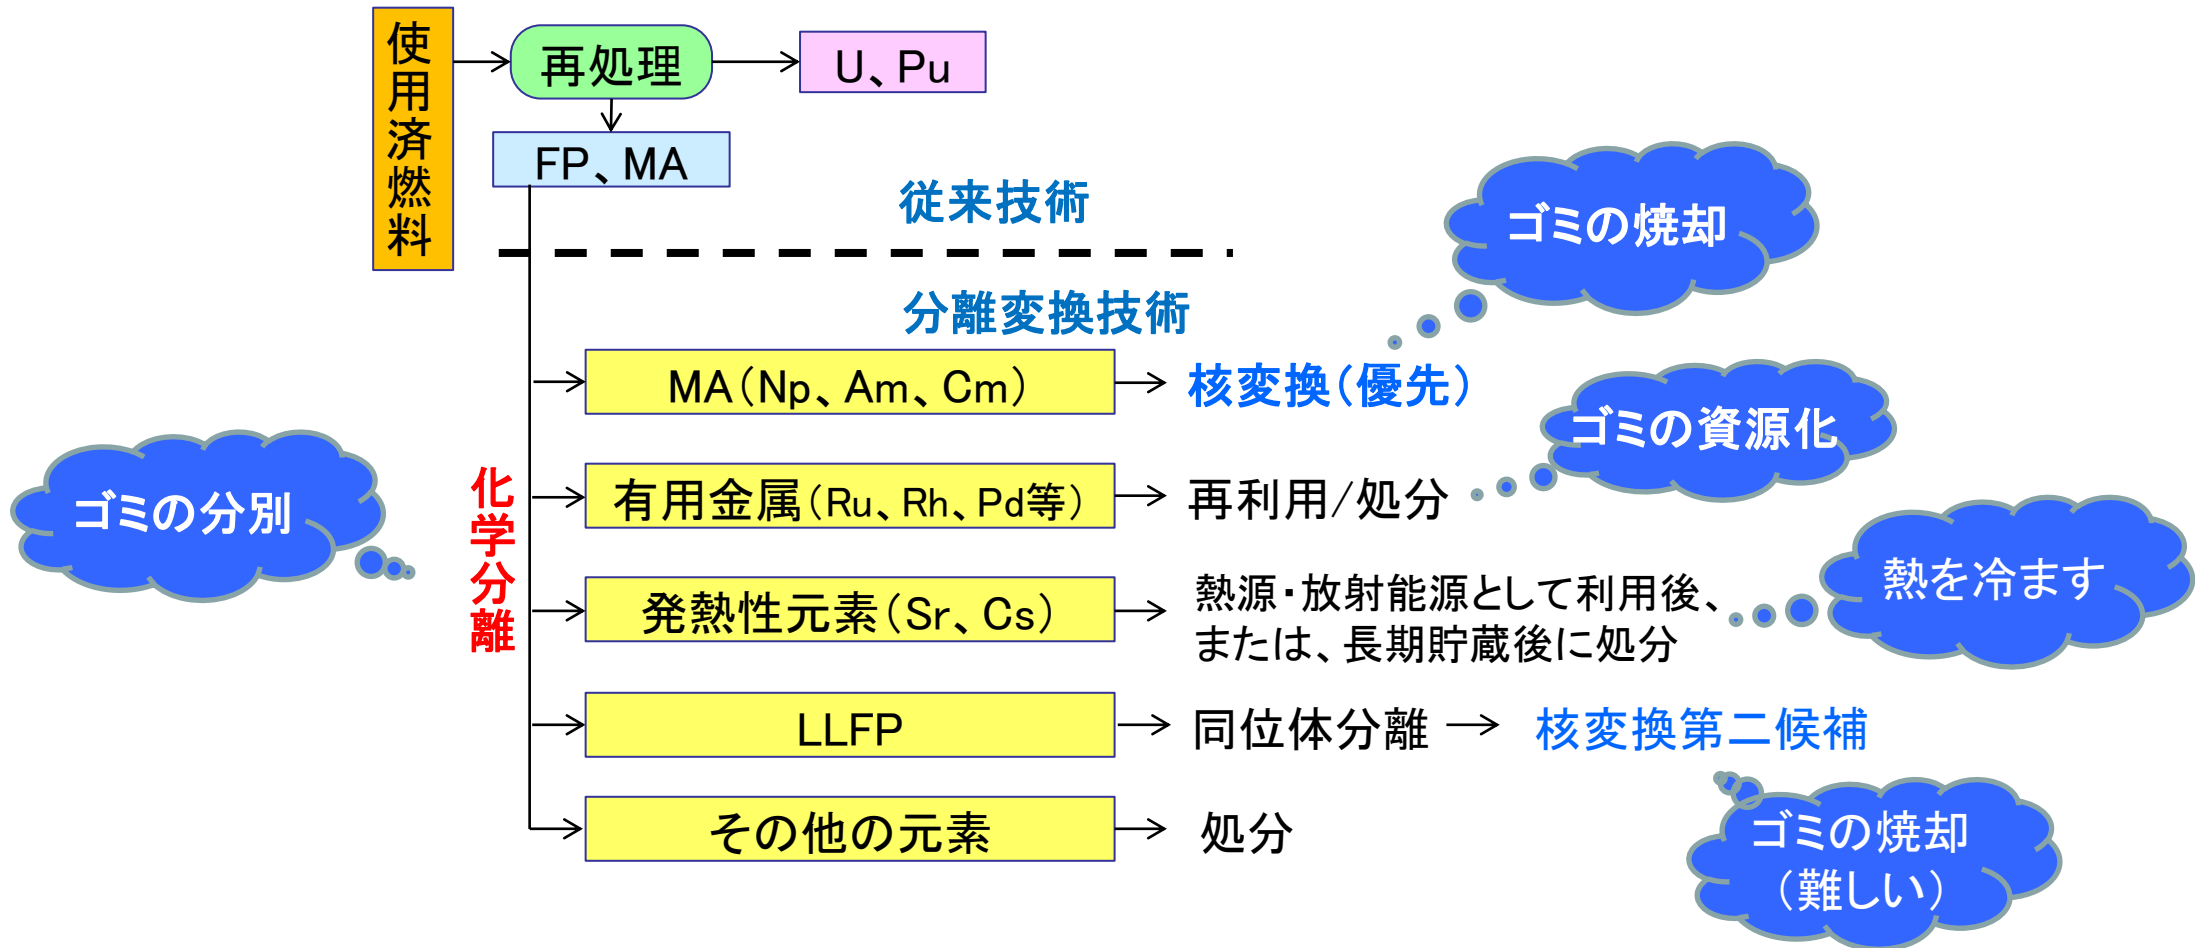 使用済燃料
再処理
U、Pu
FP、MA
従来技術
ゴミの焼却
分離変換技術
MA（Np、Am、Cm）
核変換（優先）
ゴミの資源化
ゴミの分別
化学分離
有用金属（Ru、Rh、Pd等）
再利用/処分
発熱性元素（Sr、Cs）
熱源・放射能源として利用後、
または、長期貯蔵後に処分
熱を冷ます
LLFP
同位体分離
核変換第二候補
その他の元素
処分
ゴミの焼却
（難しい）